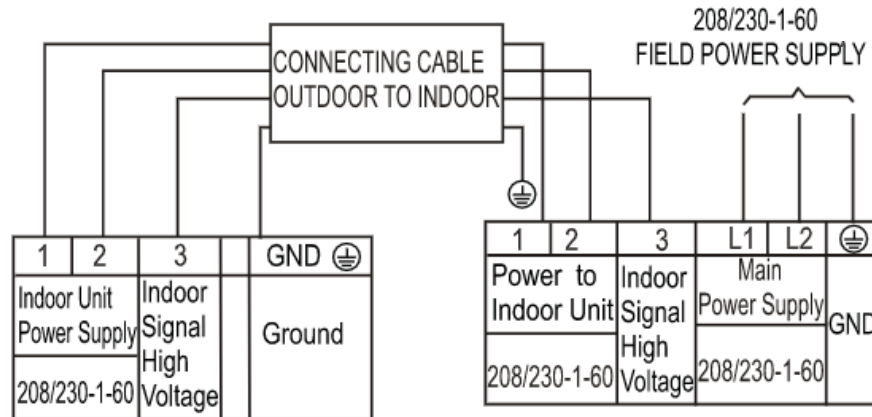 208/230-1-60
FIELD POWER SUPPLY
CONNECTING CABLE
OUTDOOR TO INDOOR
1 2 3 GND
Indoor Unit
Power Supply
208/230-1-60
Indoor
Signal
High
Voltage
Ground
1 2 3 L1 L2
Power to
Indoor Unit
208/230-1-60
Indoor
Signal
High
Voltage
Main
Power Supply
208/230-1-60
GND